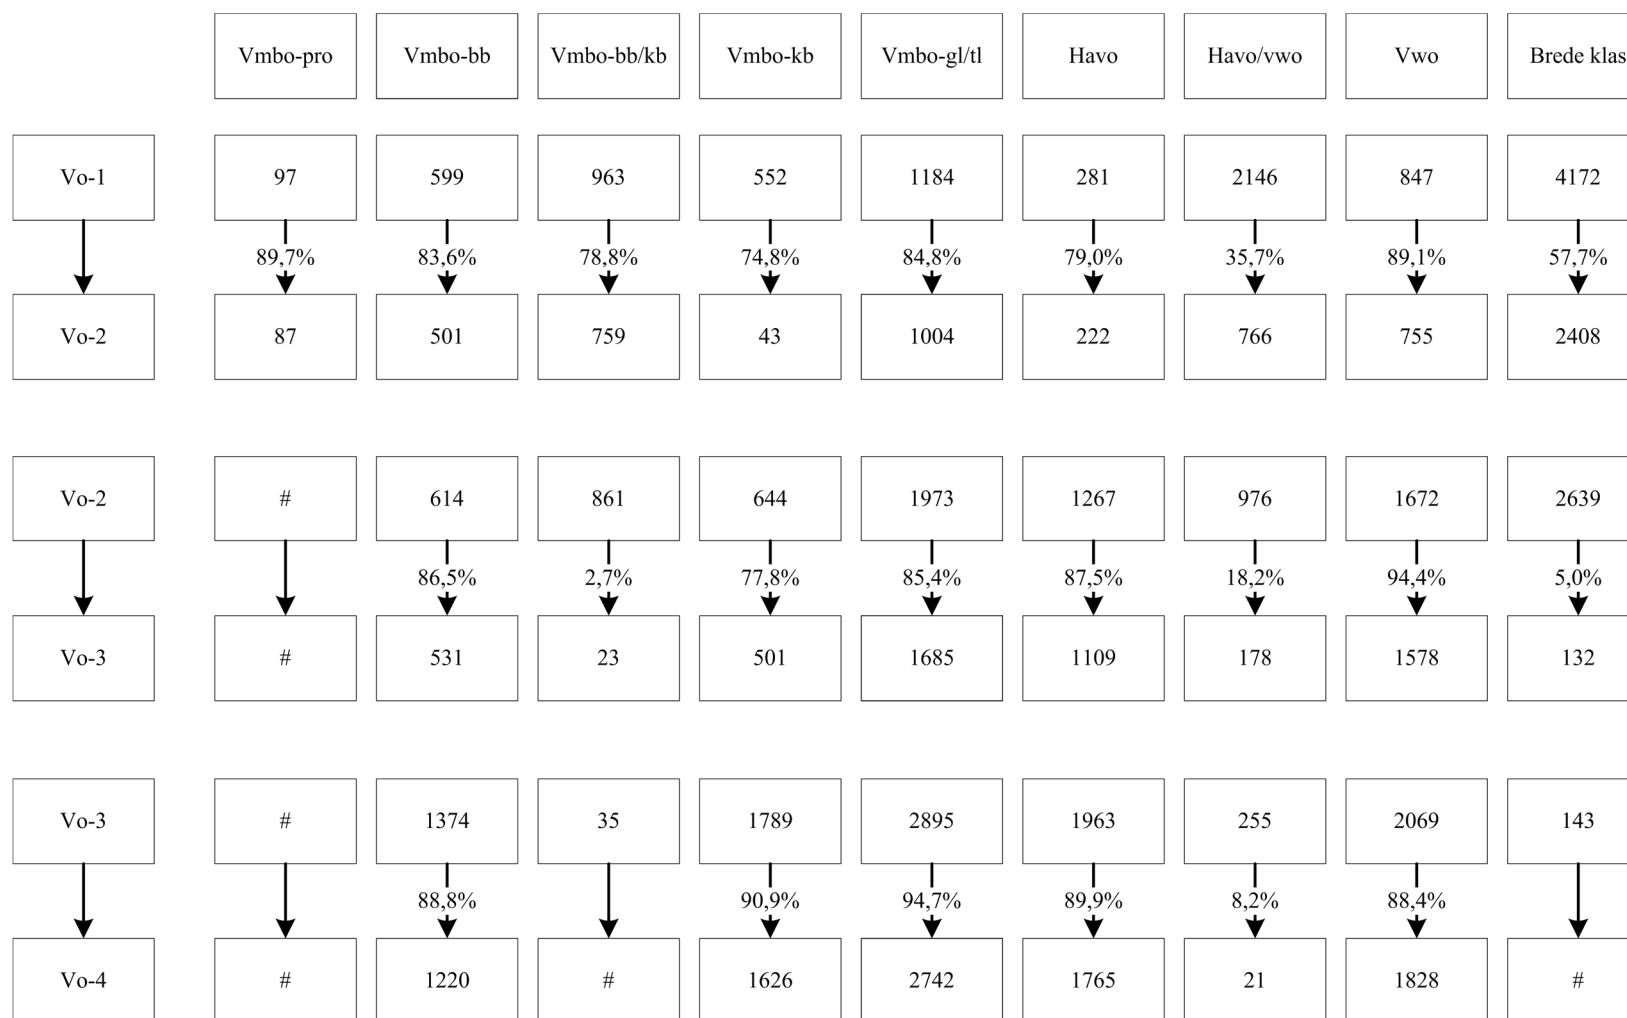 Vmbo-pro Vmbo-bb Vmbo-bb/kb Vmbo-kb Vmbo-gl/tl Havo Havo/vwo Vwo Brede klas
Vo-1 97 599 963 552 1184 281 2146 847 4172
89,7% 83,6% 78,8% 74,8% 84,8% 79,0% 35,7% 89,1% 57,7%
Vo-2 87 501 759 43 1004 222 766 755 2408
Vo-2 # 614 861 644 1973 1267 976 1672 2639
86,5% 2,7% 77,8% 85,4% 87,5% 18,2% 94,4% 5,0%
Vo-3 # 531 23 501 1685 1109 178 1578 132
Vo-3 # 1374 35 1789 2895 1963 255 2069 143
88,8% 90,9% 94,7% 89,9% 8,2% 88,4%
Vo-4 # 1220 # 1626 2742 1765 21 1828 #